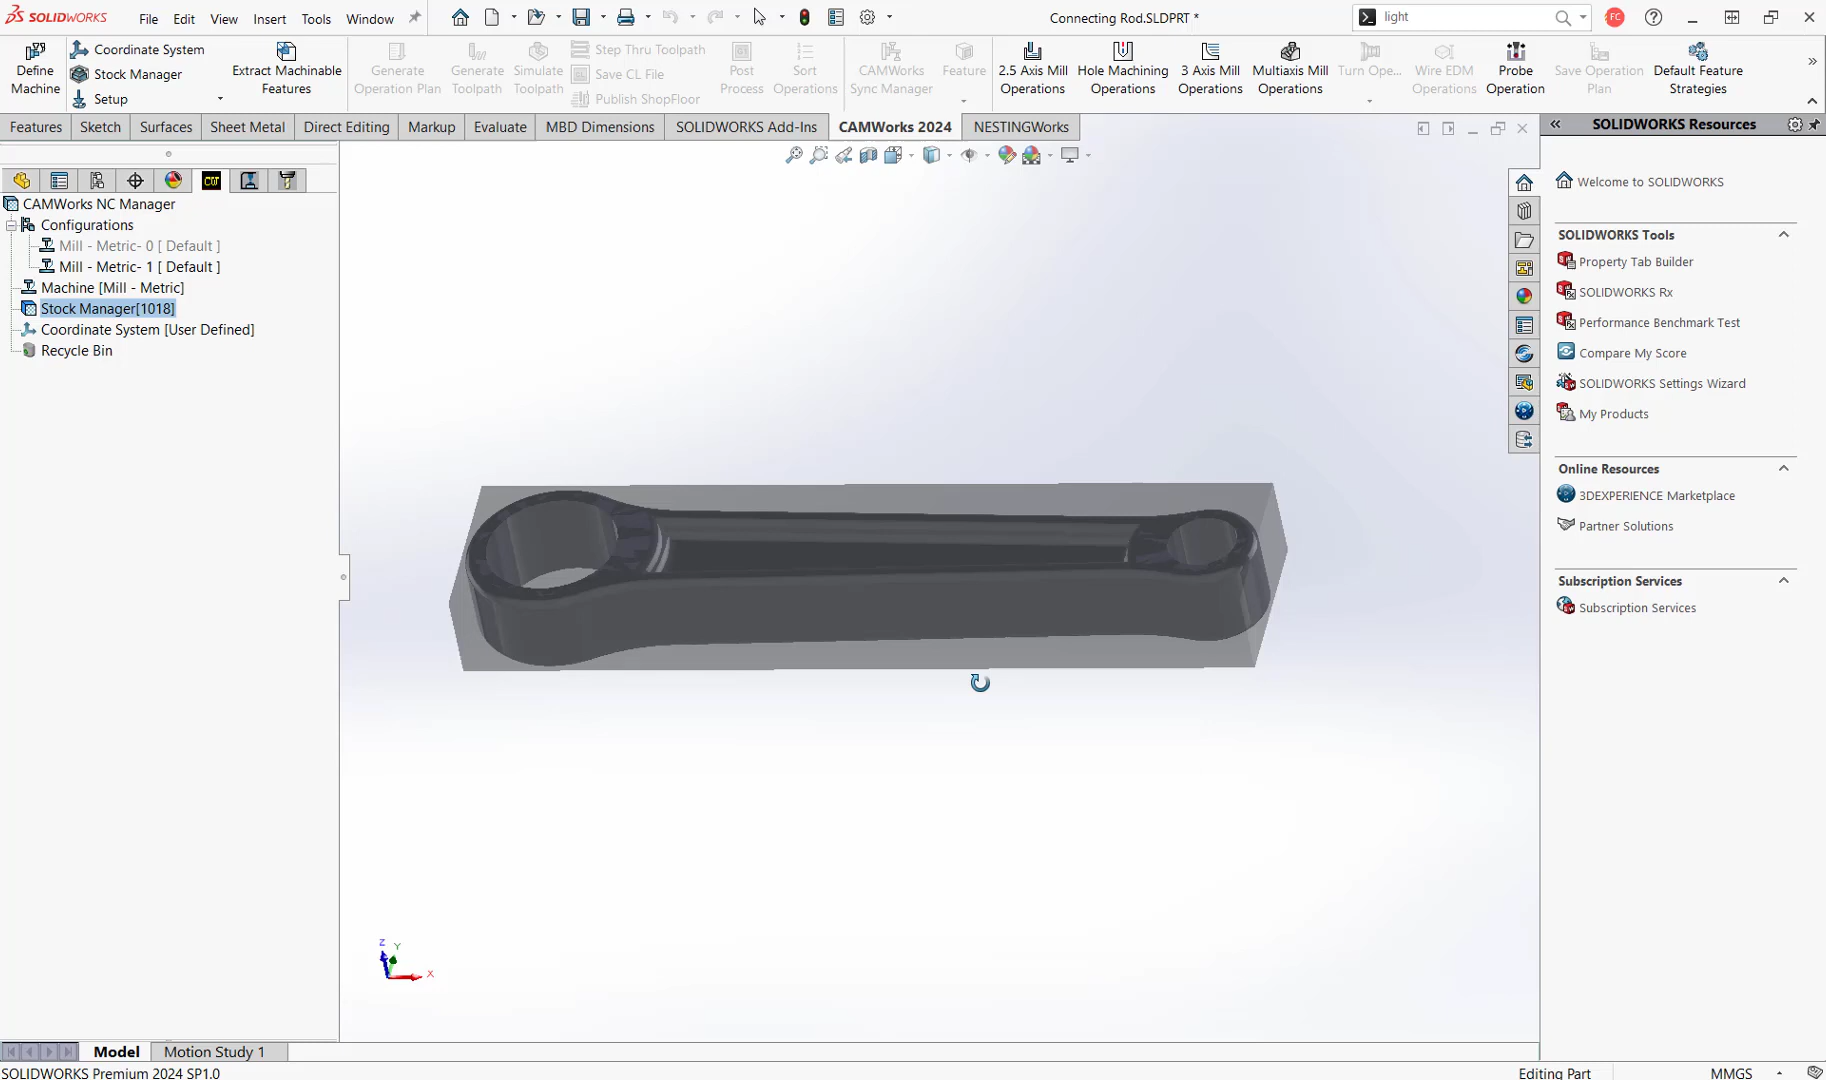 SOLIDWORKS File Edit View Insert Tools Window
Connecting Rod.SLDPRT *
light
FC
Define Machine
Coordinate System
Stock Manager
Setup
Extract Machinable Features
Generate Operation Plan
Generate Toolpath
Simulate Toolpath
Step Thru Toolpath
Save CL File
Publish ShopFloor
Post Process
Sort Operations
CAMWorks Sync Manager
Feature
2.5 Axis Mill Operations
Hole Machining Operations
3 Axis Mill Operations
Multiaxis Mill Operations
Turn Ope...
Wire EDM Operations
Probe Operation
Save Operation Plan
Default Feature Strategies
Features Sketch Surfaces Sheet Metal Direct Editing Markup Evaluate MBD Dimensions SOLIDWORKS Add-Ins CAMWorks 2024 NESTINGWorks
CW
CAMWorks NC Manager
Configurations
Mill - Metric- 0 [ Default ]
Mill - Metric- 1 [ Default ]
Machine [Mill - Metric]
Stock Manager[1018]
Coordinate System [User Defined]
Recycle Bin
Z Y
X
SOLIDWORKS Resources
Welcome to SOLIDWORKS
SOLIDWORKS Tools
Property Tab Builder
SOLIDWORKS Rx
Performance Benchmark Test
Compare My Score
SOLIDWORKS Settings Wizard
My Products
Online Resources
3DEXPERIENCE Marketplace
Partner Solutions
Subscription Services
Subscription Services
Model Motion Study 1
SOLIDWORKS Premium 2024 SP1.0
Editing Part
MMGS